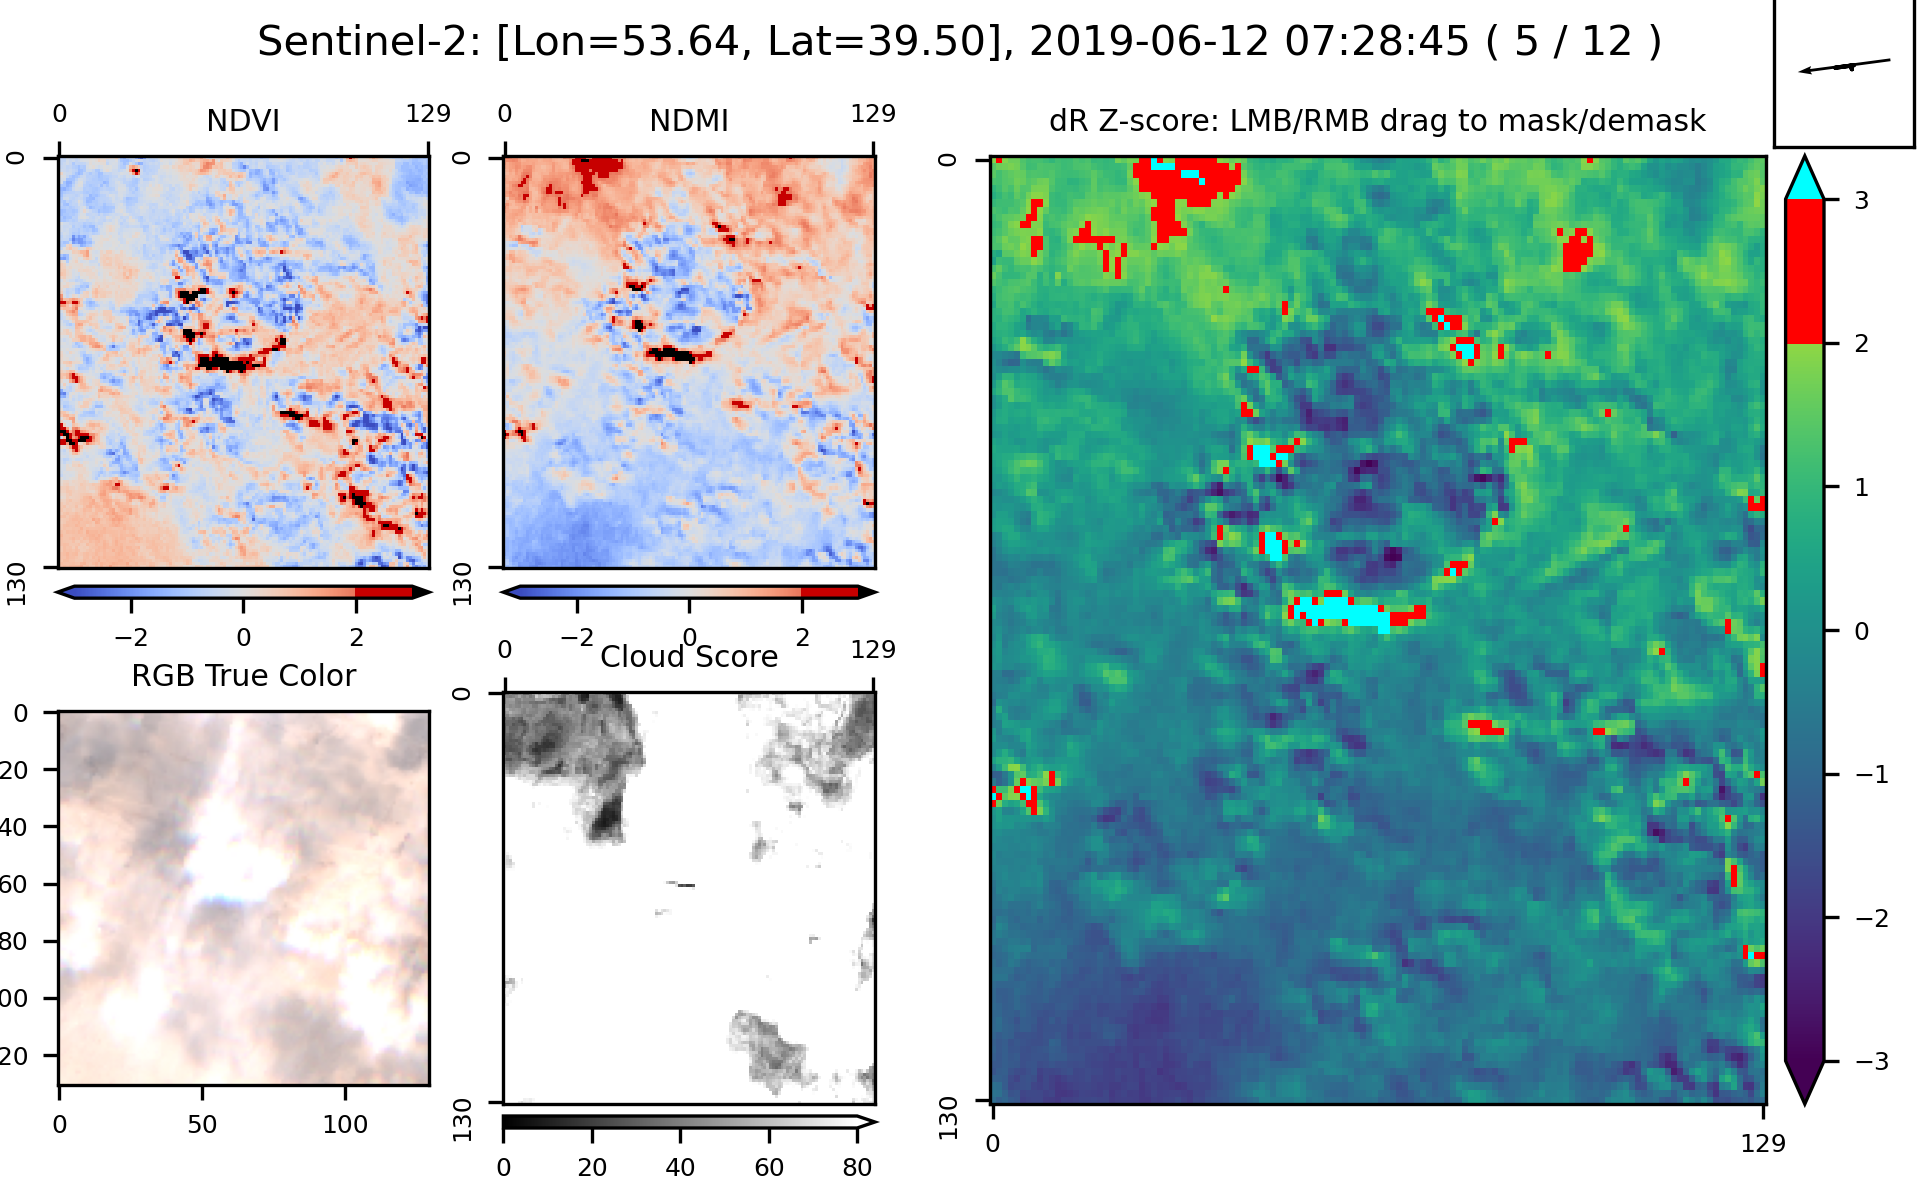 Sentinel-2: [Lon=53.64, Lat=39.50], 2019-06-12 07:28:45 ( 5 / 12 )
NDVI
0 129
0
130
−2 0 2
NDMI
0 129
0
130
−2 0 2
dR Z-score: LMB/RMB drag to mask/demask
0
130
0 129
3
2
1
0
−1
−2
−3
RGB True Color
0
20
40
60
80
00
20
0 50 100
Cloud Score
0 129
0
130
0 20 40 60 80